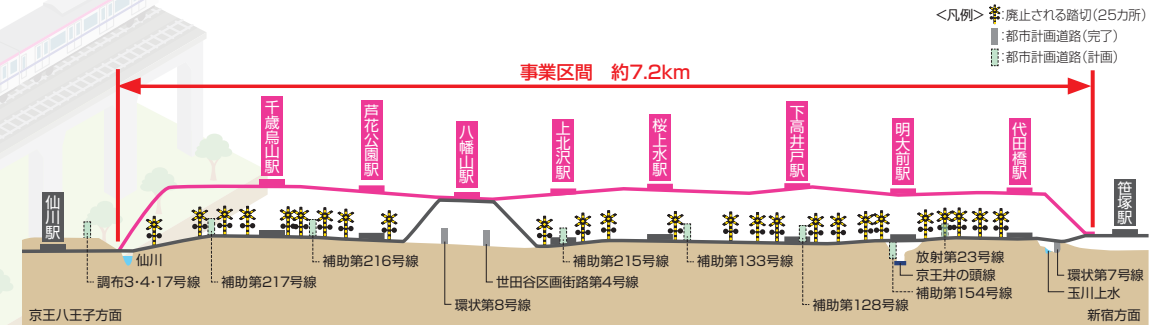 <凡例> :廃止される踏切(25カ所)
:都市計画道路(完了)
:都市計画道路(計画)
事業区間 約7.2km
仙川駅
千歳烏山駅
芦花公園駅
八幡山駅
上北沢駅
桜上水駅
下高井戸駅
明大前駅
代田橋駅
笹塚駅
仙川
調布3・4・17号線
補助第217号線
補助第216号線
環状第8号線
世田谷区画街路第4号線
補助第215号線
補助第133号線
補助第128号線
放射第23号線
京王井の頭線
補助第154号線
環状第7号線
玉川上水
京王八王子方面
新宿方面